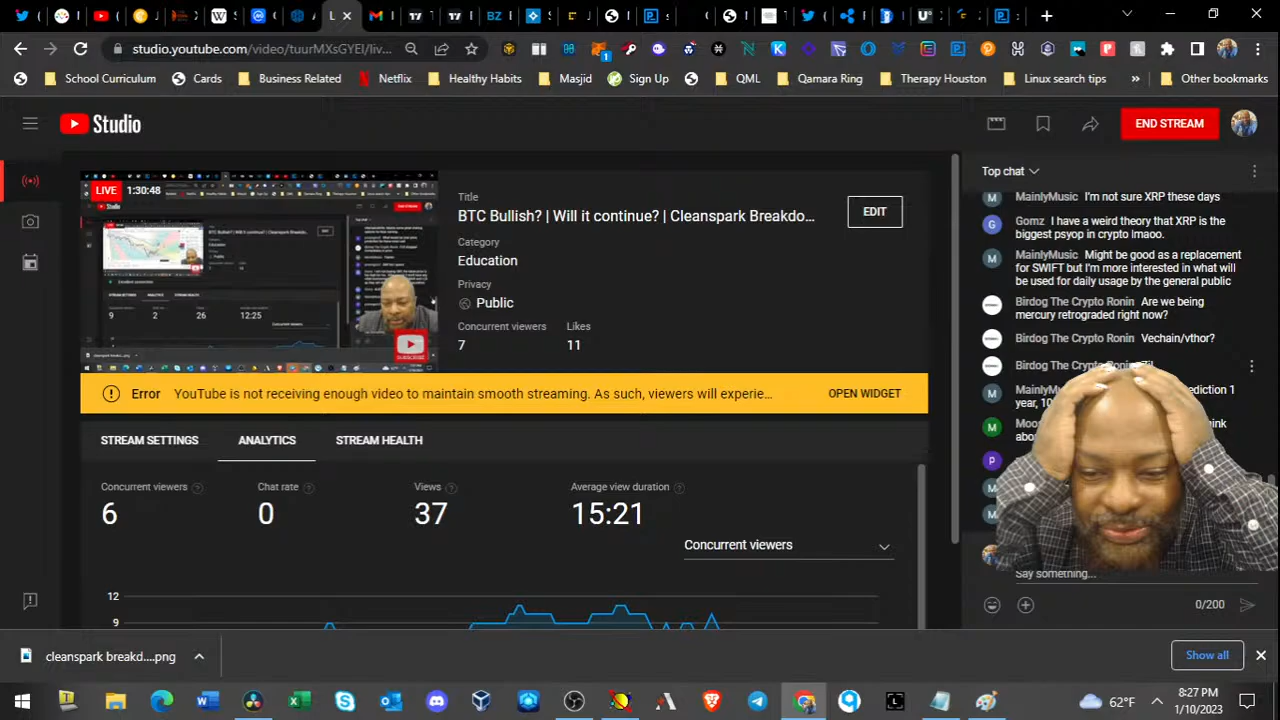 studio.youtube.com/video/tuurMXsGYEI/liv...
School Curriculum
Cards
Business Related
Netflix
Healthy Habits
Masjid
Sign Up
QML
Qamara Ring
Therapy Houston
Linux search tips
»
Other bookmarks
Studio
END STREAM
LIVE 1:30:48
Title
BTC Bullish? | Will it continue? | Cleanspark Breakdo...
EDIT
Category
Education
Privacy
Public
Concurrent viewers
Likes
7
11
SUBSCRIBE
Error YouTube is not receiving enough video to maintain smooth streaming. As such, viewers will experie...
OPEN WIDGET
STREAM SETTINGS
ANALYTICS
STREAM HEALTH
Concurrent viewers
Chat rate
Views
Average view duration
6
0
37
15:21
Concurrent viewers
12
9
Top chat
MainlyMusic I'm not sure XRP these days
Gomz I have a weird theory that XRP is the
biggest psyop in crypto lmaoo.
MainlyMusic Might be good as a replacement
for SWIFT but I'm more interested in what will
be used for daily usage by the general public
Birdog The Crypto Ronin Are we being
mercury retrograded right now?
Birdog The Crypto Ronin Vechain/vthor?
Birdog The Crypto
Say something...
0/200
cleanspark breakd....png
Show all
62°F
8:27 PM
1/10/2023